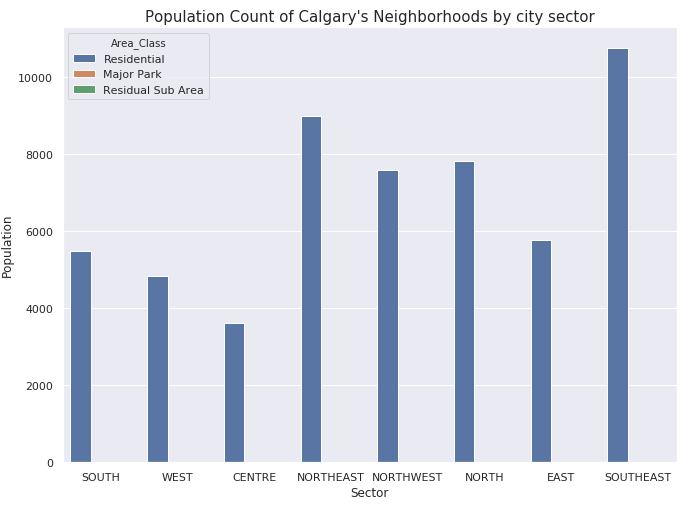 Population Count of Calgary's Neighborhoods by city sector
Area_Class
Residential
Major Park
Residual Sub Area
10000
8000
6000
4000
2000
0
Population
SOUTH WEST CENTRE NORTHEAST NORTHWEST NORTH EAST SOUTHEAST
Sector